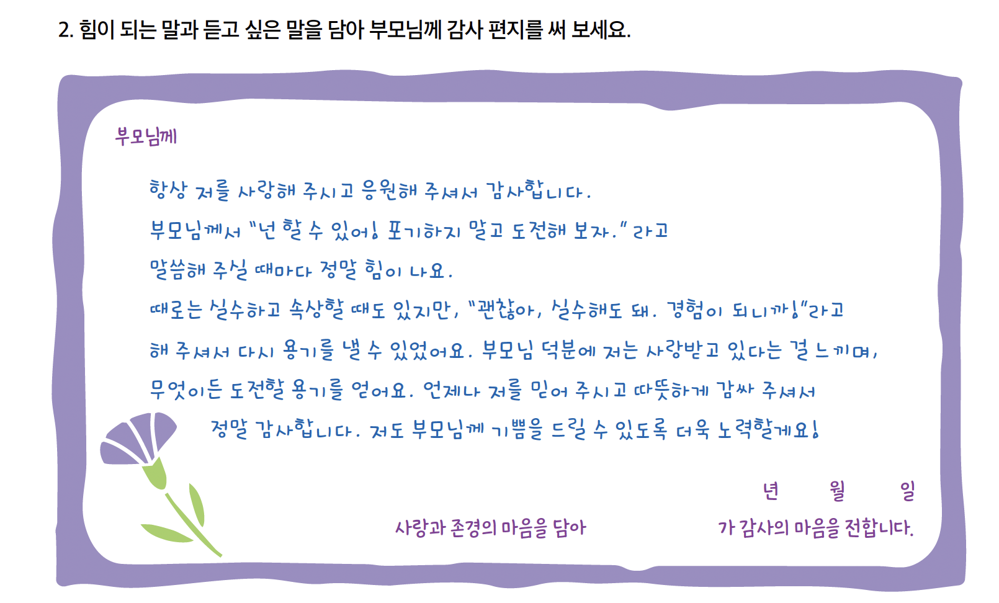 2. 힘이 되는 말과 듣고 싶은 말을 담아 부모님께 감사 편지를 써 보세요.
부모님께
항상 저를 사랑해 주시고 응원해 주셔서 감사합니다.
부모님께서 "넌 할 수 있어! 포기하지 말고 도전해 보자." 라고
말씀해 주실 때마다 정말 힘이 나요.
때로는 실수하고 속상할 때도 있지만, "괜찮아, 실수해도 돼. 경험이 되니까!"라고
해 주셔서 다시 용기를 낼 수 있었어요. 부모님 덕분에 저는 사랑받고 있다는 걸 느끼며,
무엇이든 도전할 용기를 얻어요. 언제나 저를 믿어 주시고 따뜻하게 감싸 주셔서
정말 감사합니다. 저도 부모님께 기쁨을 드릴 수 있도록 더욱 노력할게요!
년 월 일
사랑과 존경의 마음을 담아 가 감사의 마음을 전합니다.